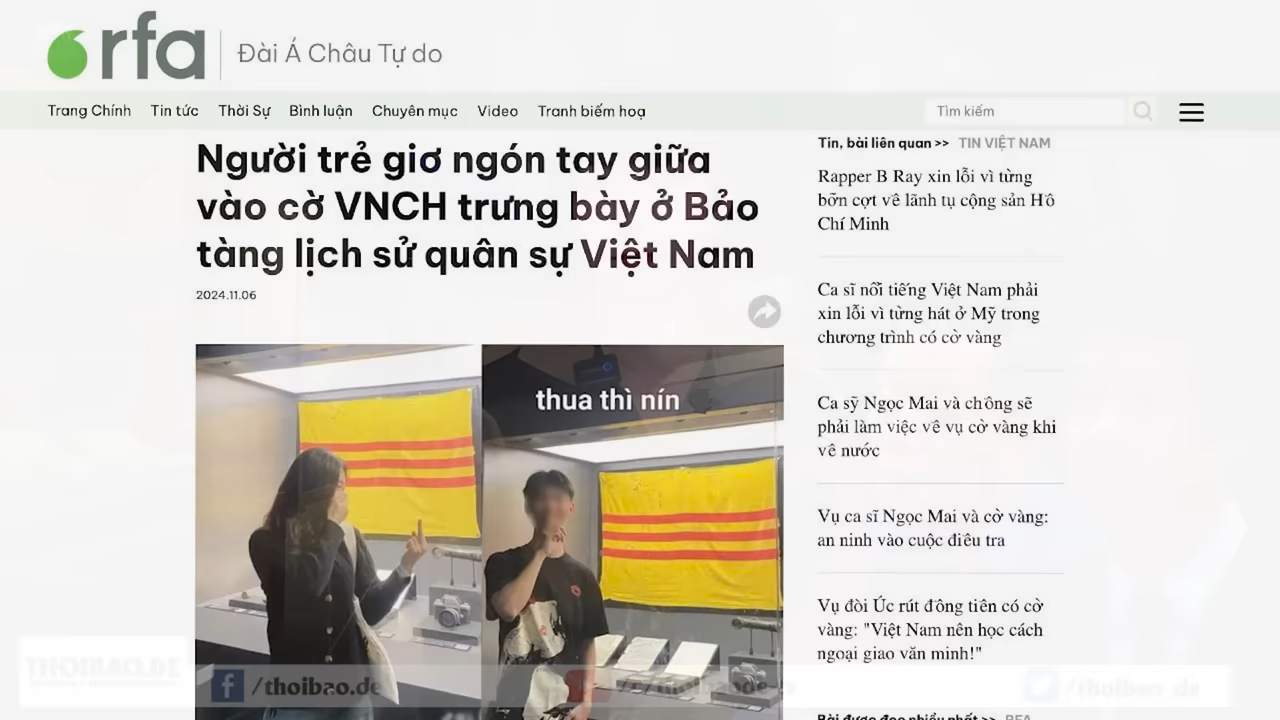 rfa
Đài Á Châu Tự do
Trang Chính Tin tức Thời Sự Bình luận Chuyên mục Video Tranh biếm hoạ
Tìm kiếm
Người trẻ giơ ngón tay giữa
vào cờ VNCH trưng bày ở Bảo
tàng lịch sử quân sự Việt Nam
2024.11.06
thua thì nín
Tin, bài liên quan >> TIN VIỆT NAM
Rapper B Ray xin lỗi vì từng
bỡn cợt về lãnh tụ cộng sản Hồ
Chí Minh
Ca sĩ nổi tiếng Việt Nam phải
xin lỗi vì từng hát ở Mỹ trong
chương trình có cờ vàng
Ca sỹ Ngọc Mai và chồng sẽ
phải làm việc về vụ cờ vàng khi
về nước
Vụ ca sĩ Ngọc Mai và cờ vàng:
an ninh vào cuộc điều tra
Vụ đòi Úc rút đồng tiền có cờ
vàng: "Việt Nam nên học cách
ngoại giao văn minh!"
Bài được đọc nhiều nhất >> RFA
THOIBAO.DE
/thoibao.de
/thoibao_de